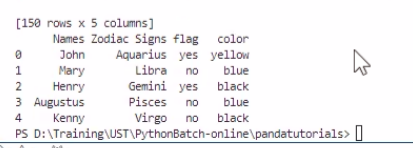 [150 rows x 5 columns]
Names Zodiac Signs flag color
0 John Aquarius yes yellow
1 Mary Libra no blue
2 Henry Gemini yes black
3 Augustus Pisces no blue
4 Kenny Virgo no black
PS D:\Training\UST\PythonBatch-online\pandatutorials>